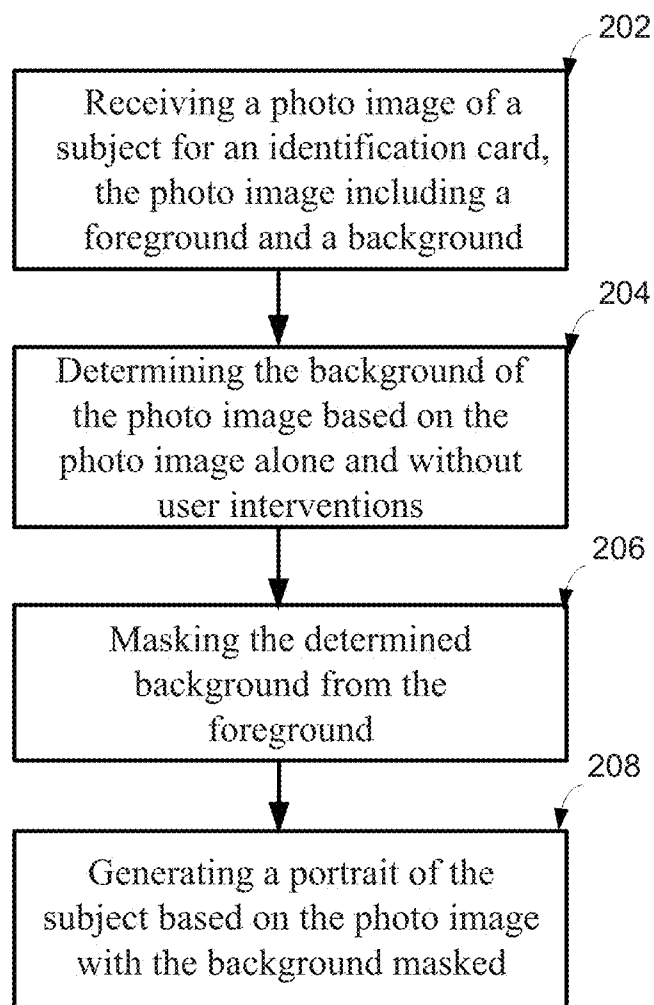 202
Receiving a photo image of a
subject for an identification card,
the photo image including a
foreground and a background
204
Determining the background of
the photo image based on the
photo image alone and without
user interventions
206
Masking the determined
background from the
foreground
208
Generating a portrait of the
subject based on the photo image
with the background masked